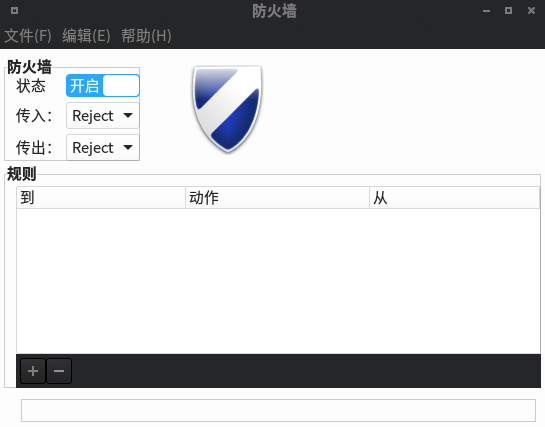 防火墙
文件(F) 编辑(E) 帮助(H)
防火墙
状态 开启
传入： Reject
传出： Reject
规则
到 动作 从